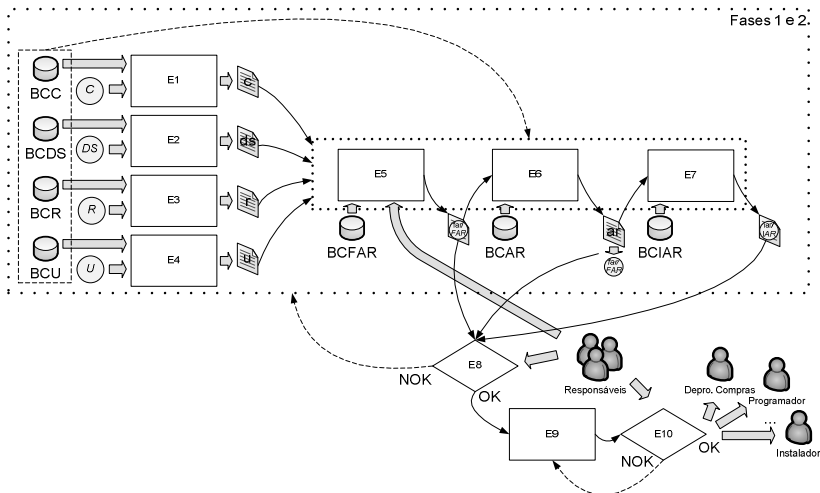 Fases 1 e 2
BCC
C
E1
c
BCDS
DS
E2
ds
BCR
R
E3
r
BCU
U
E4
u
E5
E6
E7
FAR
ar
FAR
IAR
BCFAR
BCAR
BCIAR
E8
NOK
OK
Responsáveis
Depro. Compras
Programador
...
Instalador
E9
E10
NOK
OK